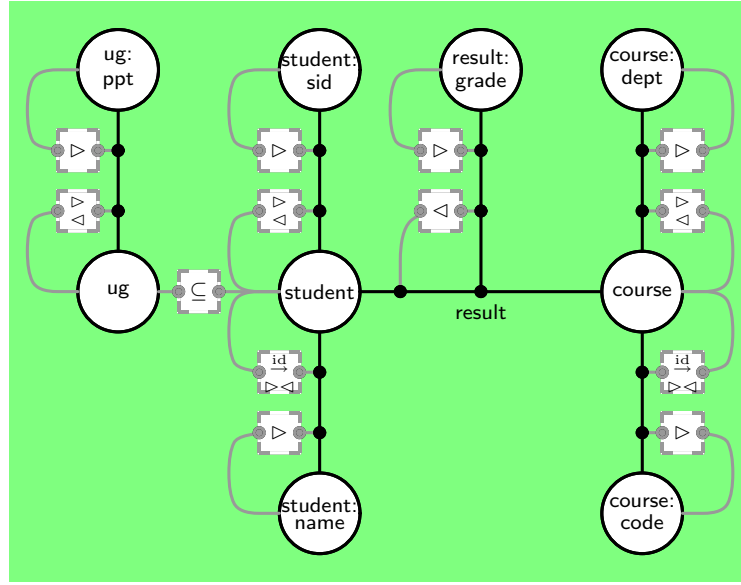 ug:
ppt
student:
sid
result:
grade
course:
dept
▷
▷
▷
▷
▷
◁
▷
◁
◁
▷
◁
ug
⊆
student
course
result
id
→
▷◁
id
→
▷◁
▷
▷
student:
name
course:
code